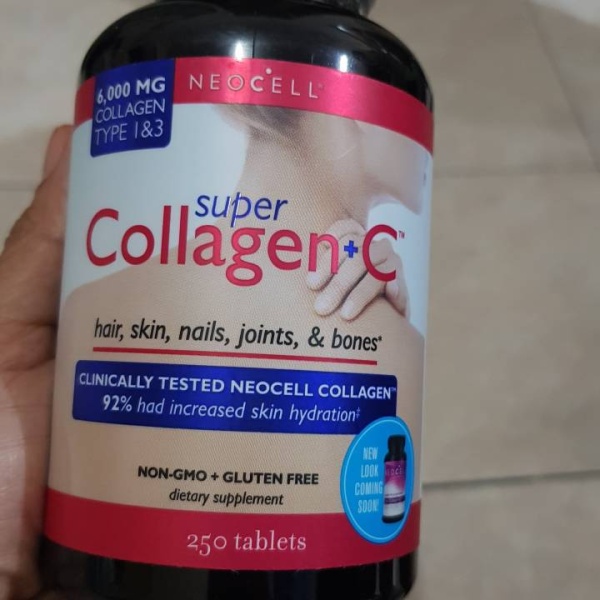 6,000 MG
COLLAGEN
TYPE 1&3
NEOCELL
super
Collagen+C™
hair, skin, nails, joints, & bones*
CLINICALLY TESTED NEOCELL COLLAGEN™
92% had increased skin hydration‡
NEW
LOOK
COMING
SOON!
NON-GMO + GLUTEN FREE
dietary supplement
250 tablets